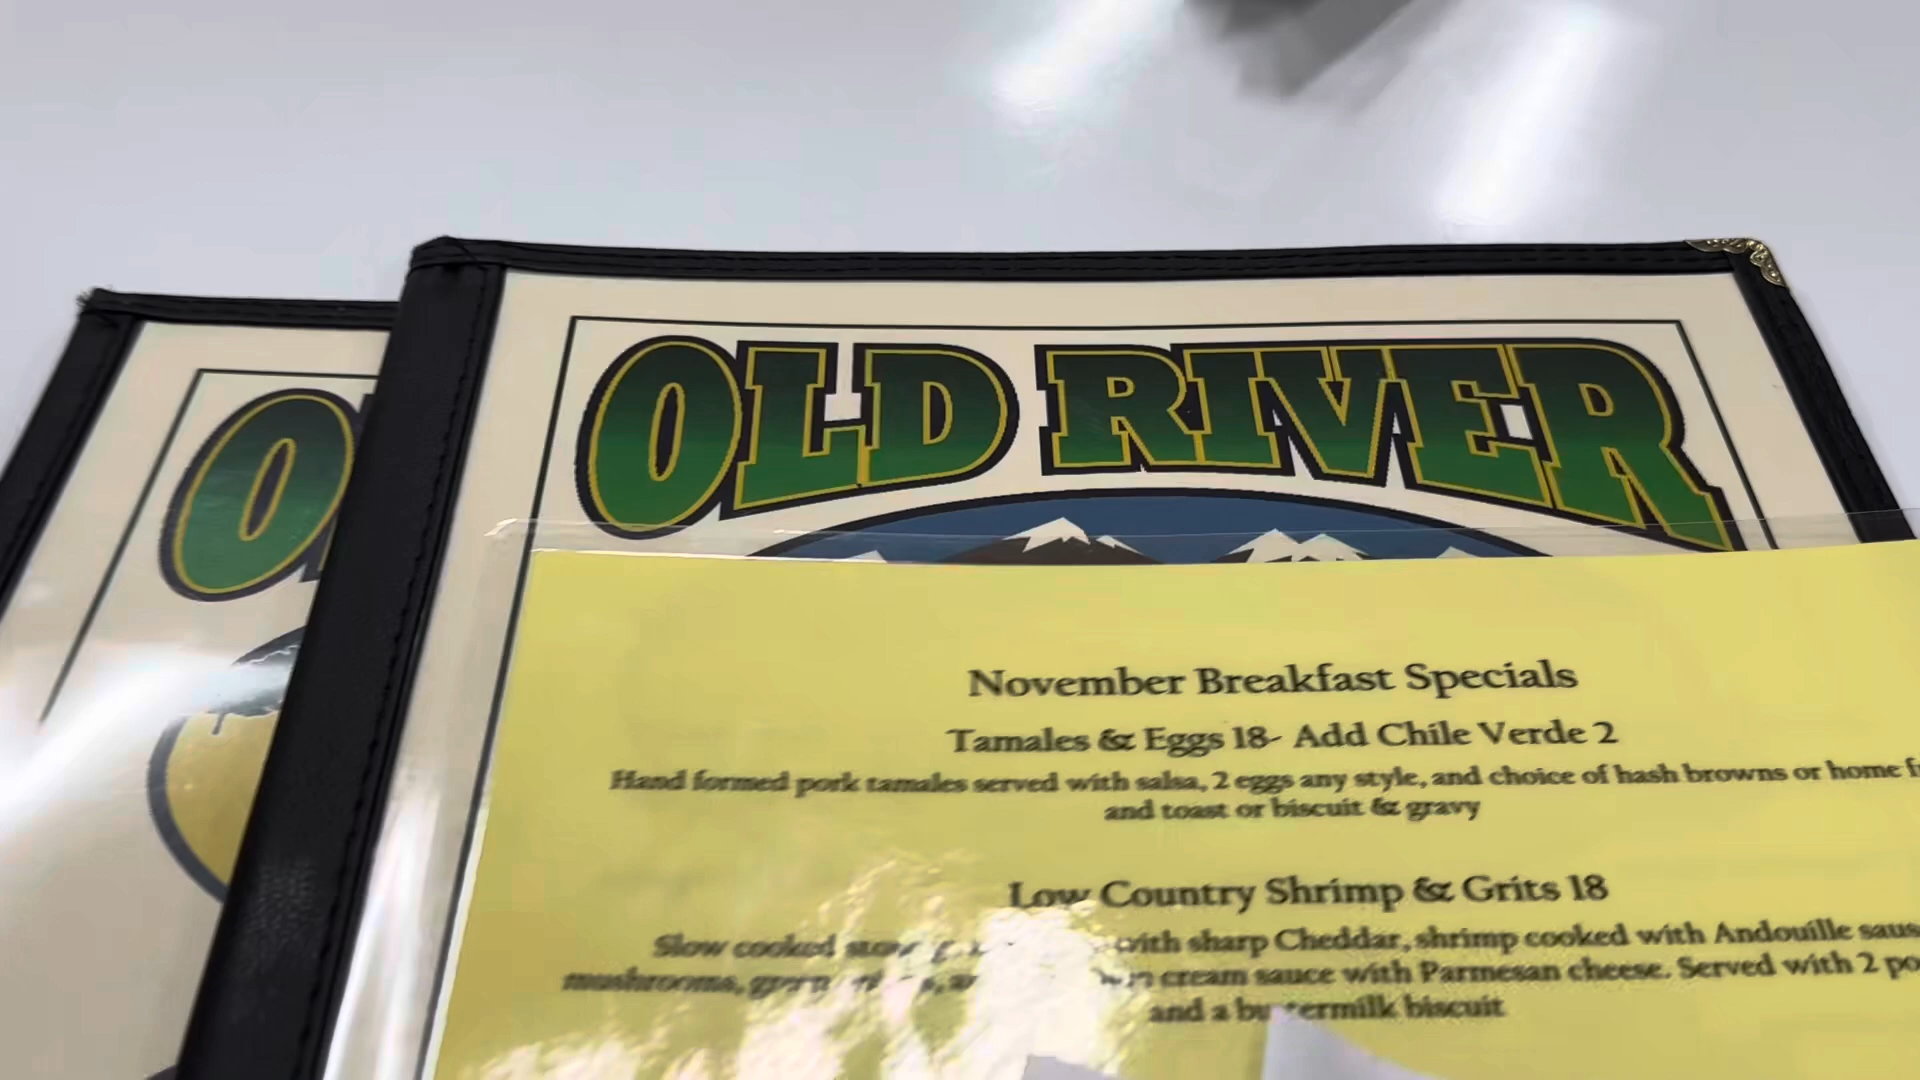 OLD RIVER
O
November Breakfast Specials
Tamales & Eggs 18- Add Chile Verde 2
Hand formed pork tamales served with salsa, 2 eggs any style, and choice of hash browns or home
and toast or biscuit & gravy
Low Country Shrimp & Grits 18
Slow cooked with sharp Cheddar, shrimp cooked with Andouille
mushrooms, cream sauce with Parmesan cheese. Served with 2
and a buttermilk biscuit